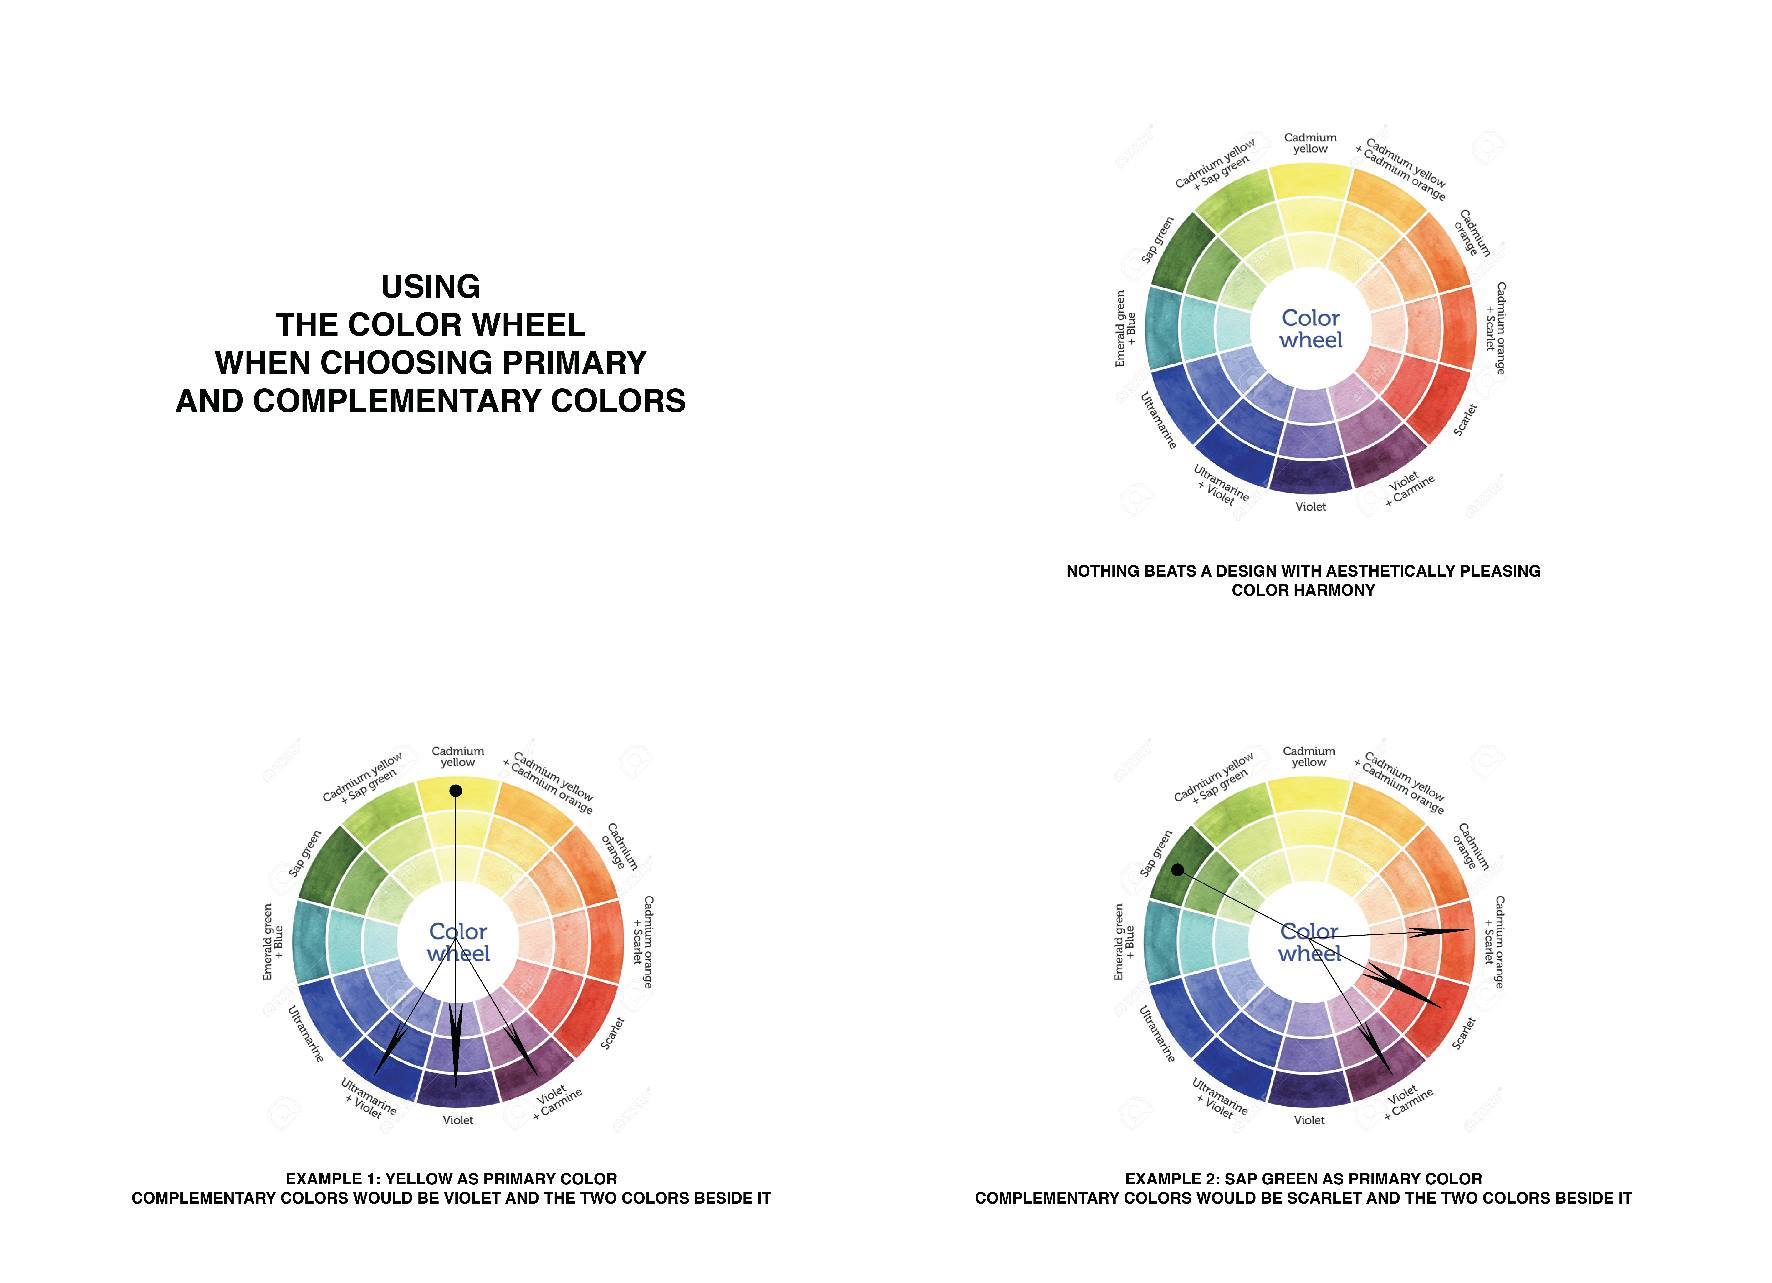 USING
THE COLOR WHEEL
WHEN CHOOSING PRIMARY
AND COMPLEMENTARY COLORS
Cadmium
yellow
Cadmium yellow
+ Cadmium orange
Cadmium
orange
Cadmium orange
+ Scarlet
Scarlet
Violet
+ Carmine
Violet
Ultramarine
+ Violet
Ultramarine
Emerald green
+ Blue
Sap green
Cadmium yellow
+ Sap green
Color
wheel
NOTHING BEATS A DESIGN WITH AESTHETICALLY PLEASING
COLOR HARMONY
Cadmium
yellow
Cadmium yellow
+ Cadmium orange
Cadmium
orange
Cadmium orange
+ Scarlet
Scarlet
Violet
+ Carmine
Violet
Ultramarine
+ Violet
Ultramarine
Emerald green
+ Blue
Sap green
Cadmium yellow
+ Sap green
Color
wheel
EXAMPLE 1: YELLOW AS PRIMARY COLOR
COMPLEMENTARY COLORS WOULD BE VIOLET AND THE TWO COLORS BESIDE IT
Cadmium
yellow
Cadmium yellow
+ Cadmium orange
Cadmium
orange
Cadmium orange
+ Scarlet
Scarlet
Violet
+ Carmine
Violet
Ultramarine
+ Violet
Ultramarine
Emerald green
+ Blue
Sap green
Cadmium yellow
+ Sap green
Color
wheel
EXAMPLE 2: SAP GREEN AS PRIMARY COLOR
COMPLEMENTARY COLORS WOULD BE SCARLET AND THE TWO COLORS BESIDE IT